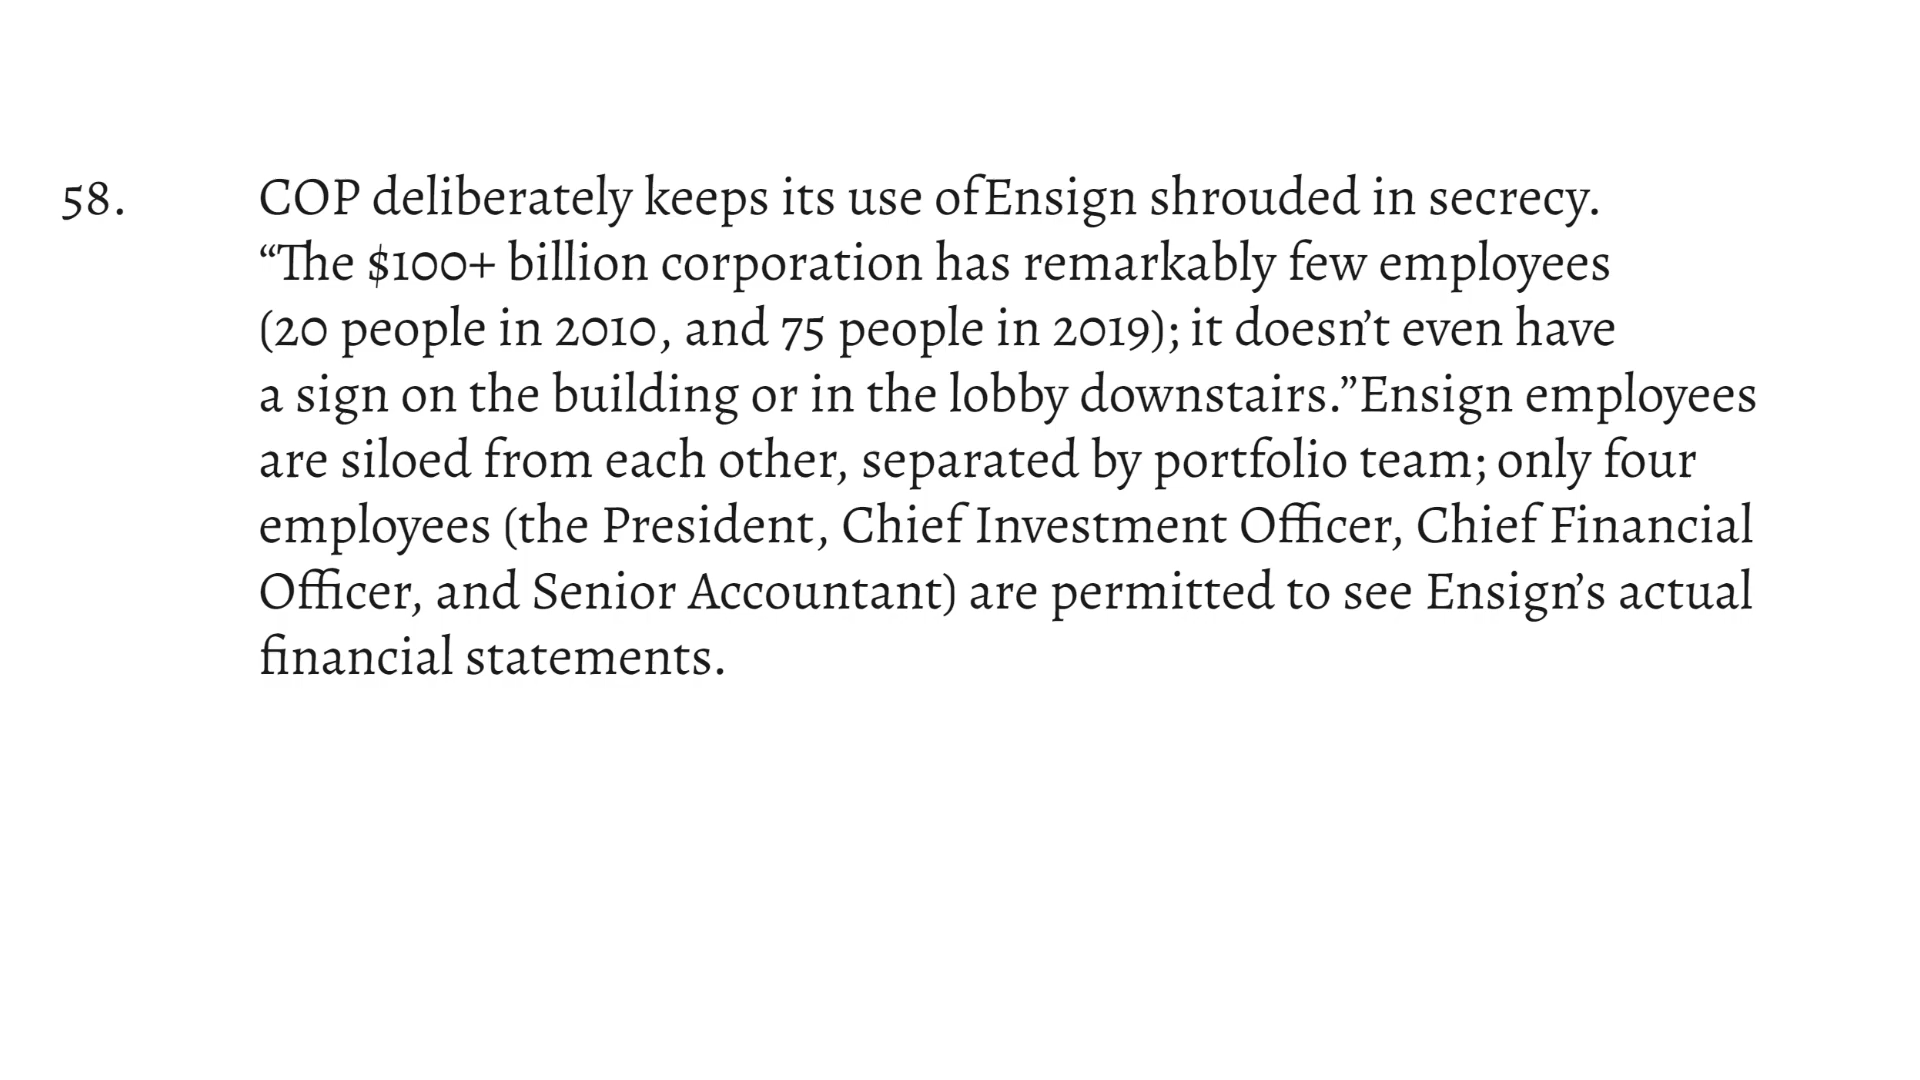 58. COP deliberately keeps its use ofEnsign shrouded in secrecy.
“The $100+ billion corporation has remarkably few employees
(20 people in 2010, and 75 people in 2019); it doesn’t even have
a sign on the building or in the lobby downstairs.”Ensign employees
are siloed from each other, separated by portfolio team; only four
employees (the President, Chief Investment Officer, Chief Financial
Officer, and Senior Accountant) are permitted to see Ensign’s actual
financial statements.